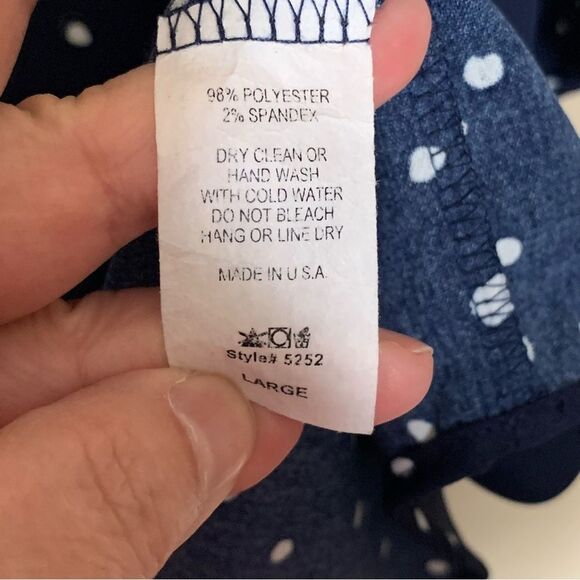 98% POLYESTER
2% SPANDEX
DRY CLEAN OR
HAND WASH
WITH COLD WATER
DO NOT BLEACH
HANG OR LINE DRY
MADE IN U.S.A.
Style# 5252
LARGE